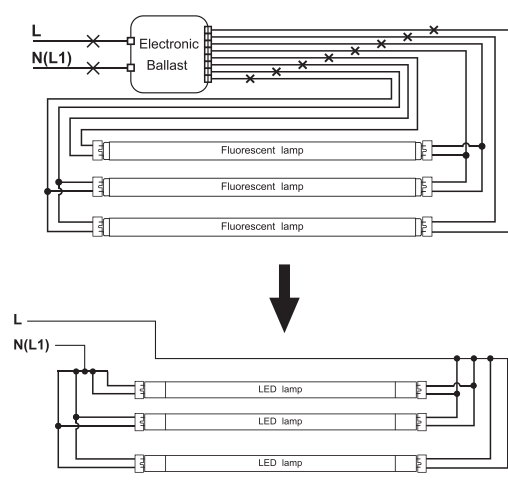 L
N(L1)
Electronic
Ballast
Fluorescent lamp
Fluorescent lamp
Fluorescent lamp
L
N(L1)
LED lamp
LED lamp
LED lamp